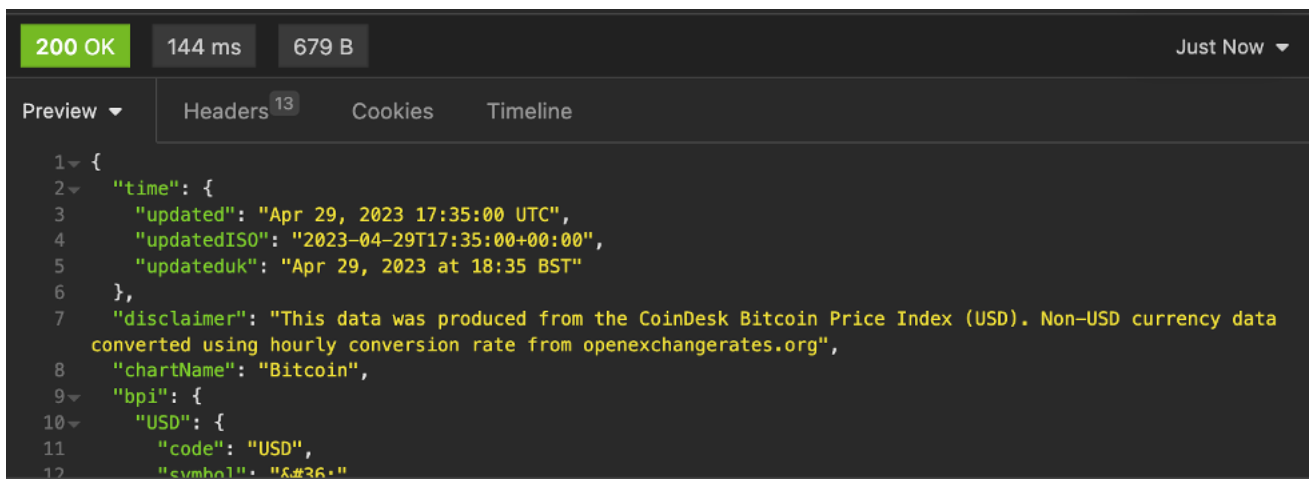 200 OK 144 ms 679 B Just Now
Preview Headers 13 Cookies Timeline
1 {
2 "time": {
3 "updated": "Apr 29, 2023 17:35:00 UTC",
4 "updatedISO": "2023-04-29T17:35:00+00:00",
5 "updateduk": "Apr 29, 2023 at 18:35 BST"
6 },
7 "disclaimer": "This data was produced from the CoinDesk Bitcoin Price Index (USD). Non-USD currency data
converted using hourly conversion rate from openexchangerates.org",
8 "chartName": "Bitcoin",
9 "bpi": {
10 "USD": {
11 "code": "USD",
12 "symbol": "&#36;"